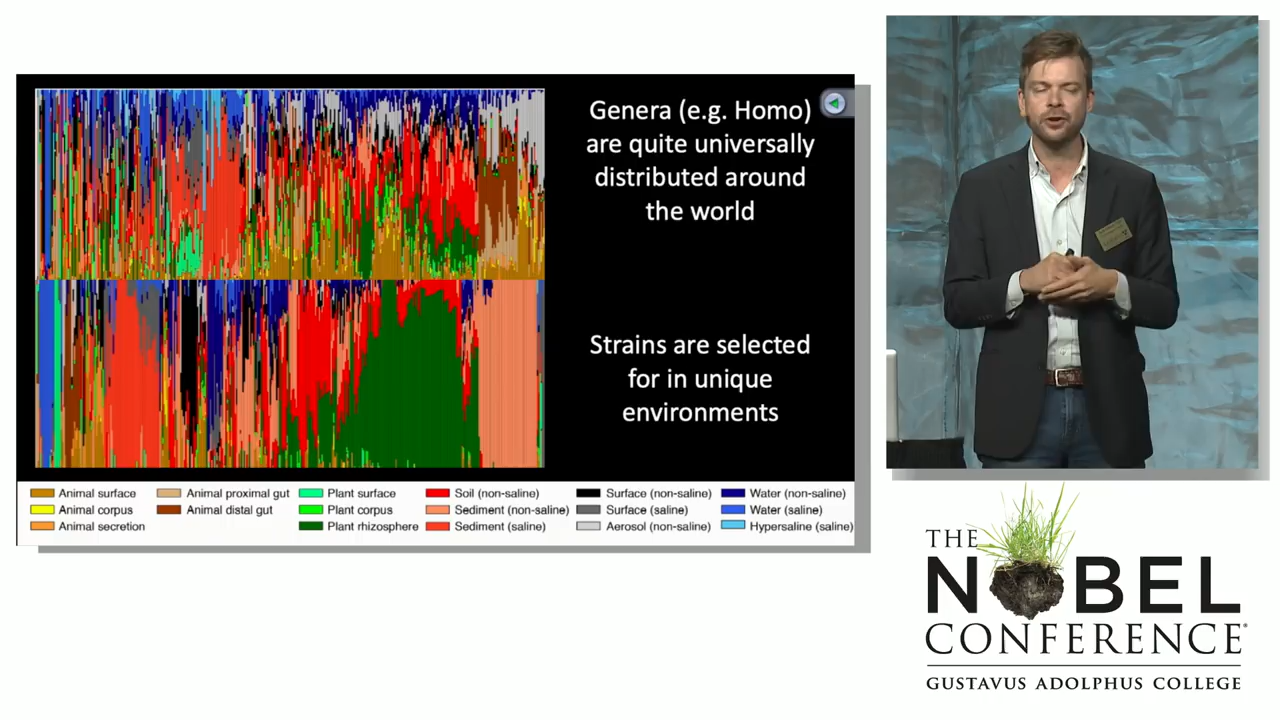 Genera (e.g. Homo)
are quite universally
distributed around
the world
Strains are selected
for in unique
environments
Animal surface
Animal corpus
Animal secretion
Animal proximal gut
Animal distal gut
Plant surface
Plant corpus
Plant rhizosphere
Soil (non-saline)
Sediment (non-saline)
Sediment (saline)
Surface (non-saline)
Surface (saline)
Aerosol (non-saline)
Water (non-saline)
Water (saline)
Hypersaline (saline)
THE
NOBEL
CONFERENCE®
GUSTAVUS ADOLPHUS COLLEGE